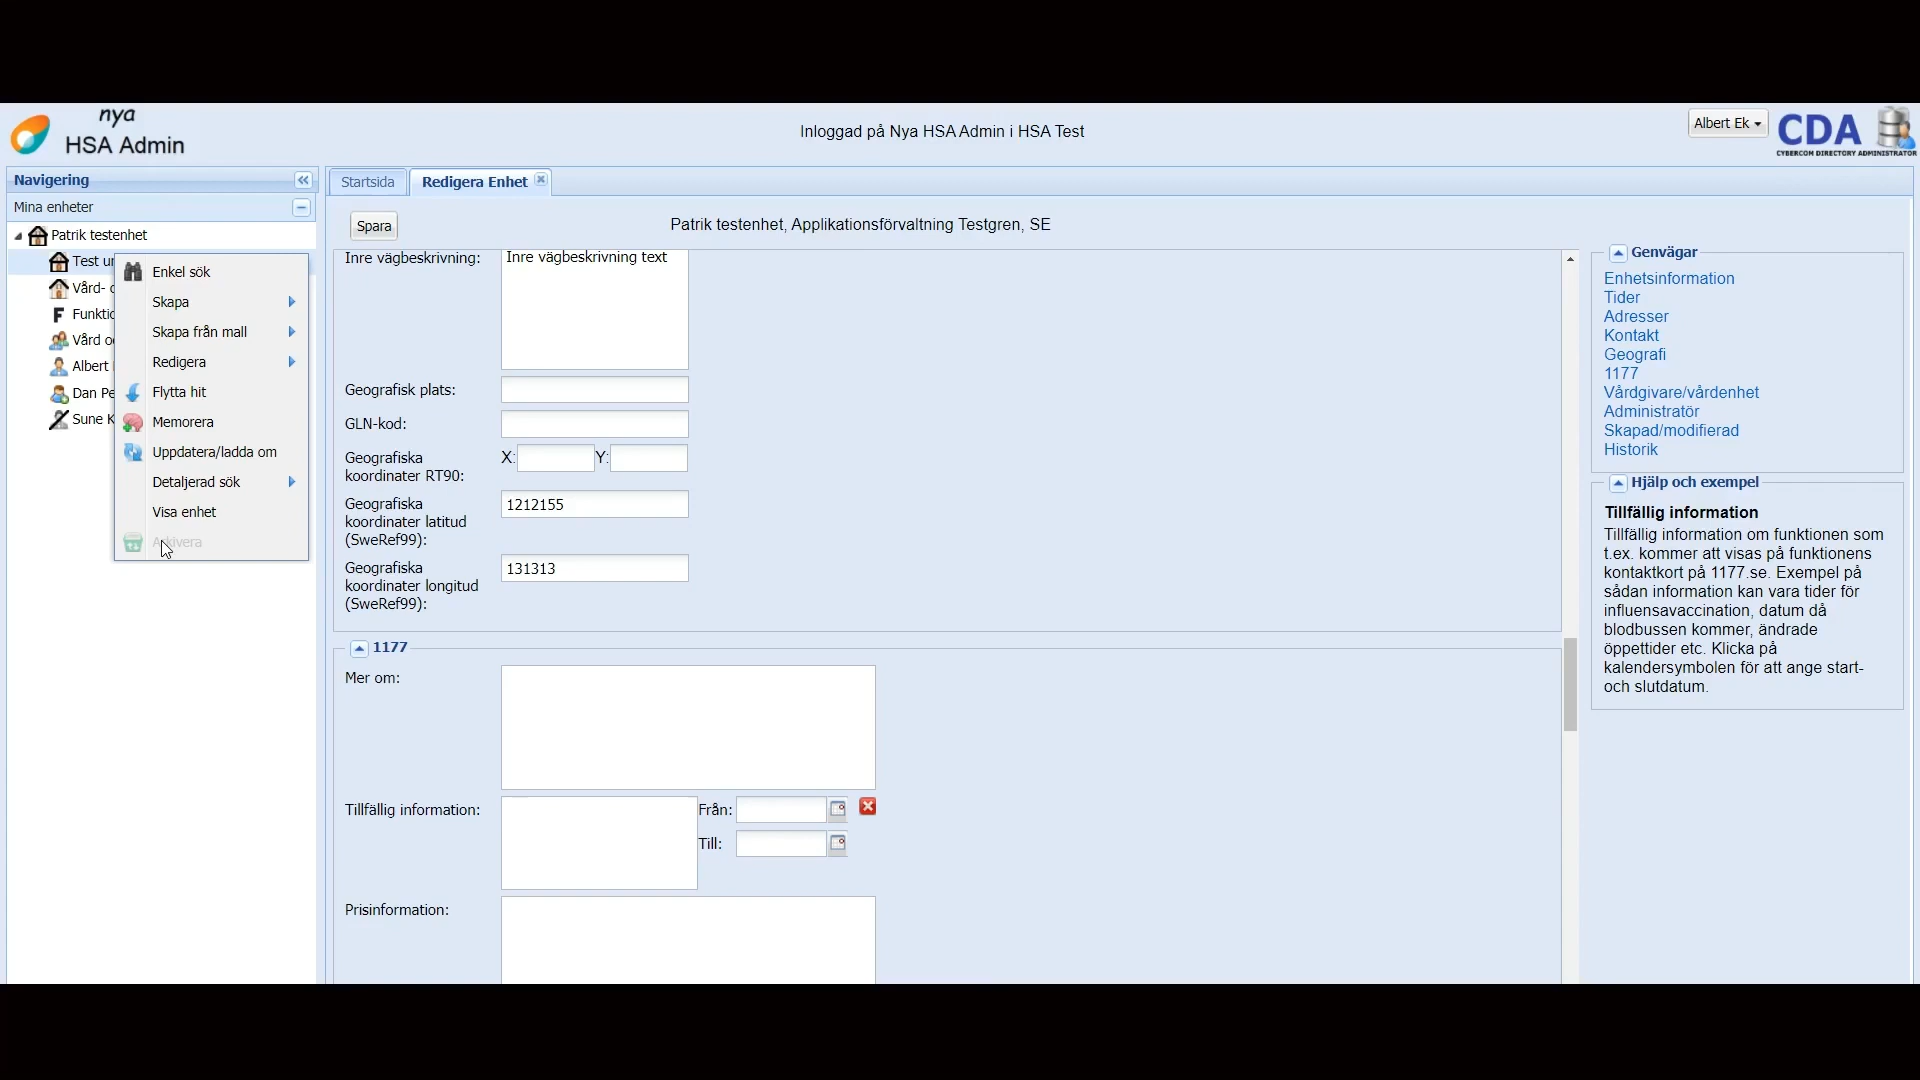 nya
HSA Admin
Inloggad på Nya HSA Admin i HSA Test
Albert Ek
CDA
CYBERCOM DIRECTORY ADMINISTRATOR
Navigering
Mina enheter
Patrik testenhet
Test
Vård-
Vård
Albert
Dan
Sune
Enkel sök
Skapa
Skapa från mall
Redigera
Flytta hit
Memorera
Uppdatera/ladda om
Detaljerad sök
Visa enhet
Arkivera
Startsida
Redigera Enhet
Spara
Patrik testenhet, Applikationsförvaltning Testgren, SE
Inre vägbeskrivning:
Inre vägbeskrivning text
Geografisk plats:
GLN-kod:
Geografiska
koordinater RT90:
X:
Y:
Geografiska
koordinater latitud
(SweRef99):
1212155
Geografiska
koordinater longitud
(SweRef99):
131313
1177
Mer om:
Tillfällig information:
Från:
Till:
Prisinformation:
Genvägar
Enhetsinformation
Tider
Adresser
Kontakt
Geografi
1177
Vårdgivare/vårdenhet
Administratör
Skapad/modifierad
Historik
Hjälp och exempel
Tillfällig information
Tillfällig information om funktionen som
t.ex. kommer att visas på funktionens
kontaktkort på 1177.se. Exempel på
sådan information kan vara tider för
influensavaccination, datum då
blodbussen kommer, ändrade
öppettider etc. Klicka på
kalendersymbolen för att ange start-
och slutdatum.